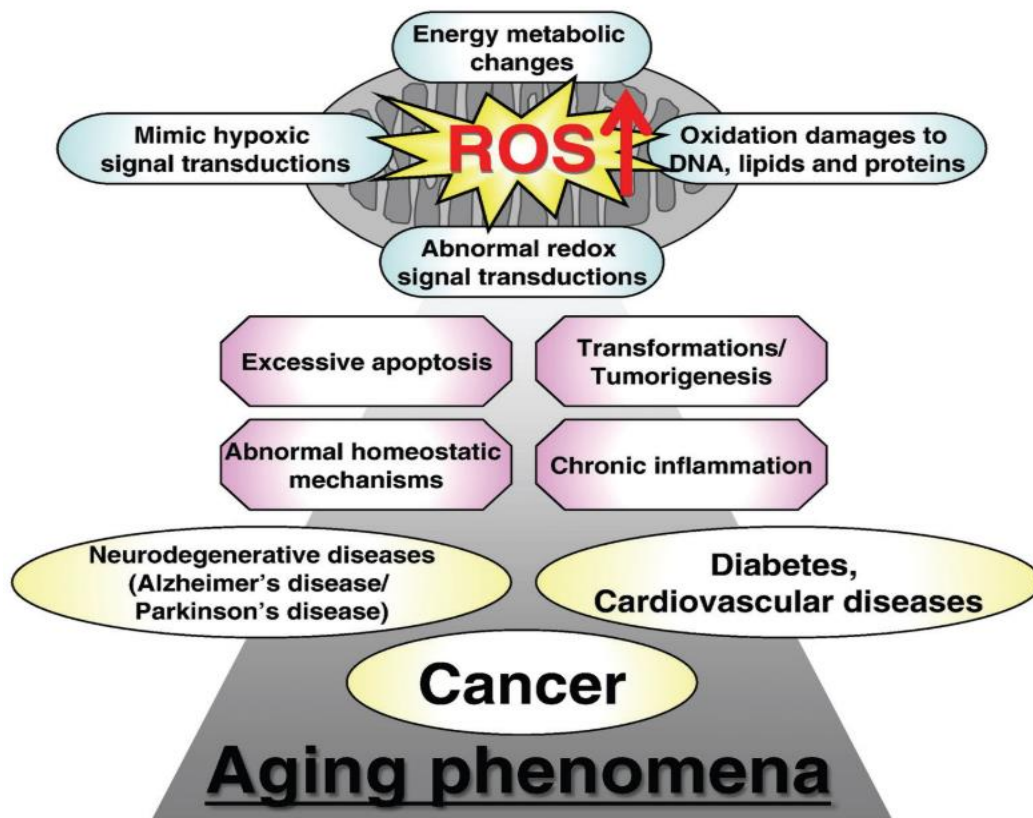 Energy metabolic
changes
Mimic hypoxic
signal transductions
ROS
Oxidation damages to
DNA, lipids and proteins
Abnormal redox
signal transductions
Excessive apoptosis
Transformations/
Tumorigenesis
Abnormal homeostatic
mechanisms
Chronic inflammation
Neurodegenerative diseases
(Alzheimer's disease/
Parkinson's disease)
Diabetes,
Cardiovascular diseases
Cancer
Aging phenomena